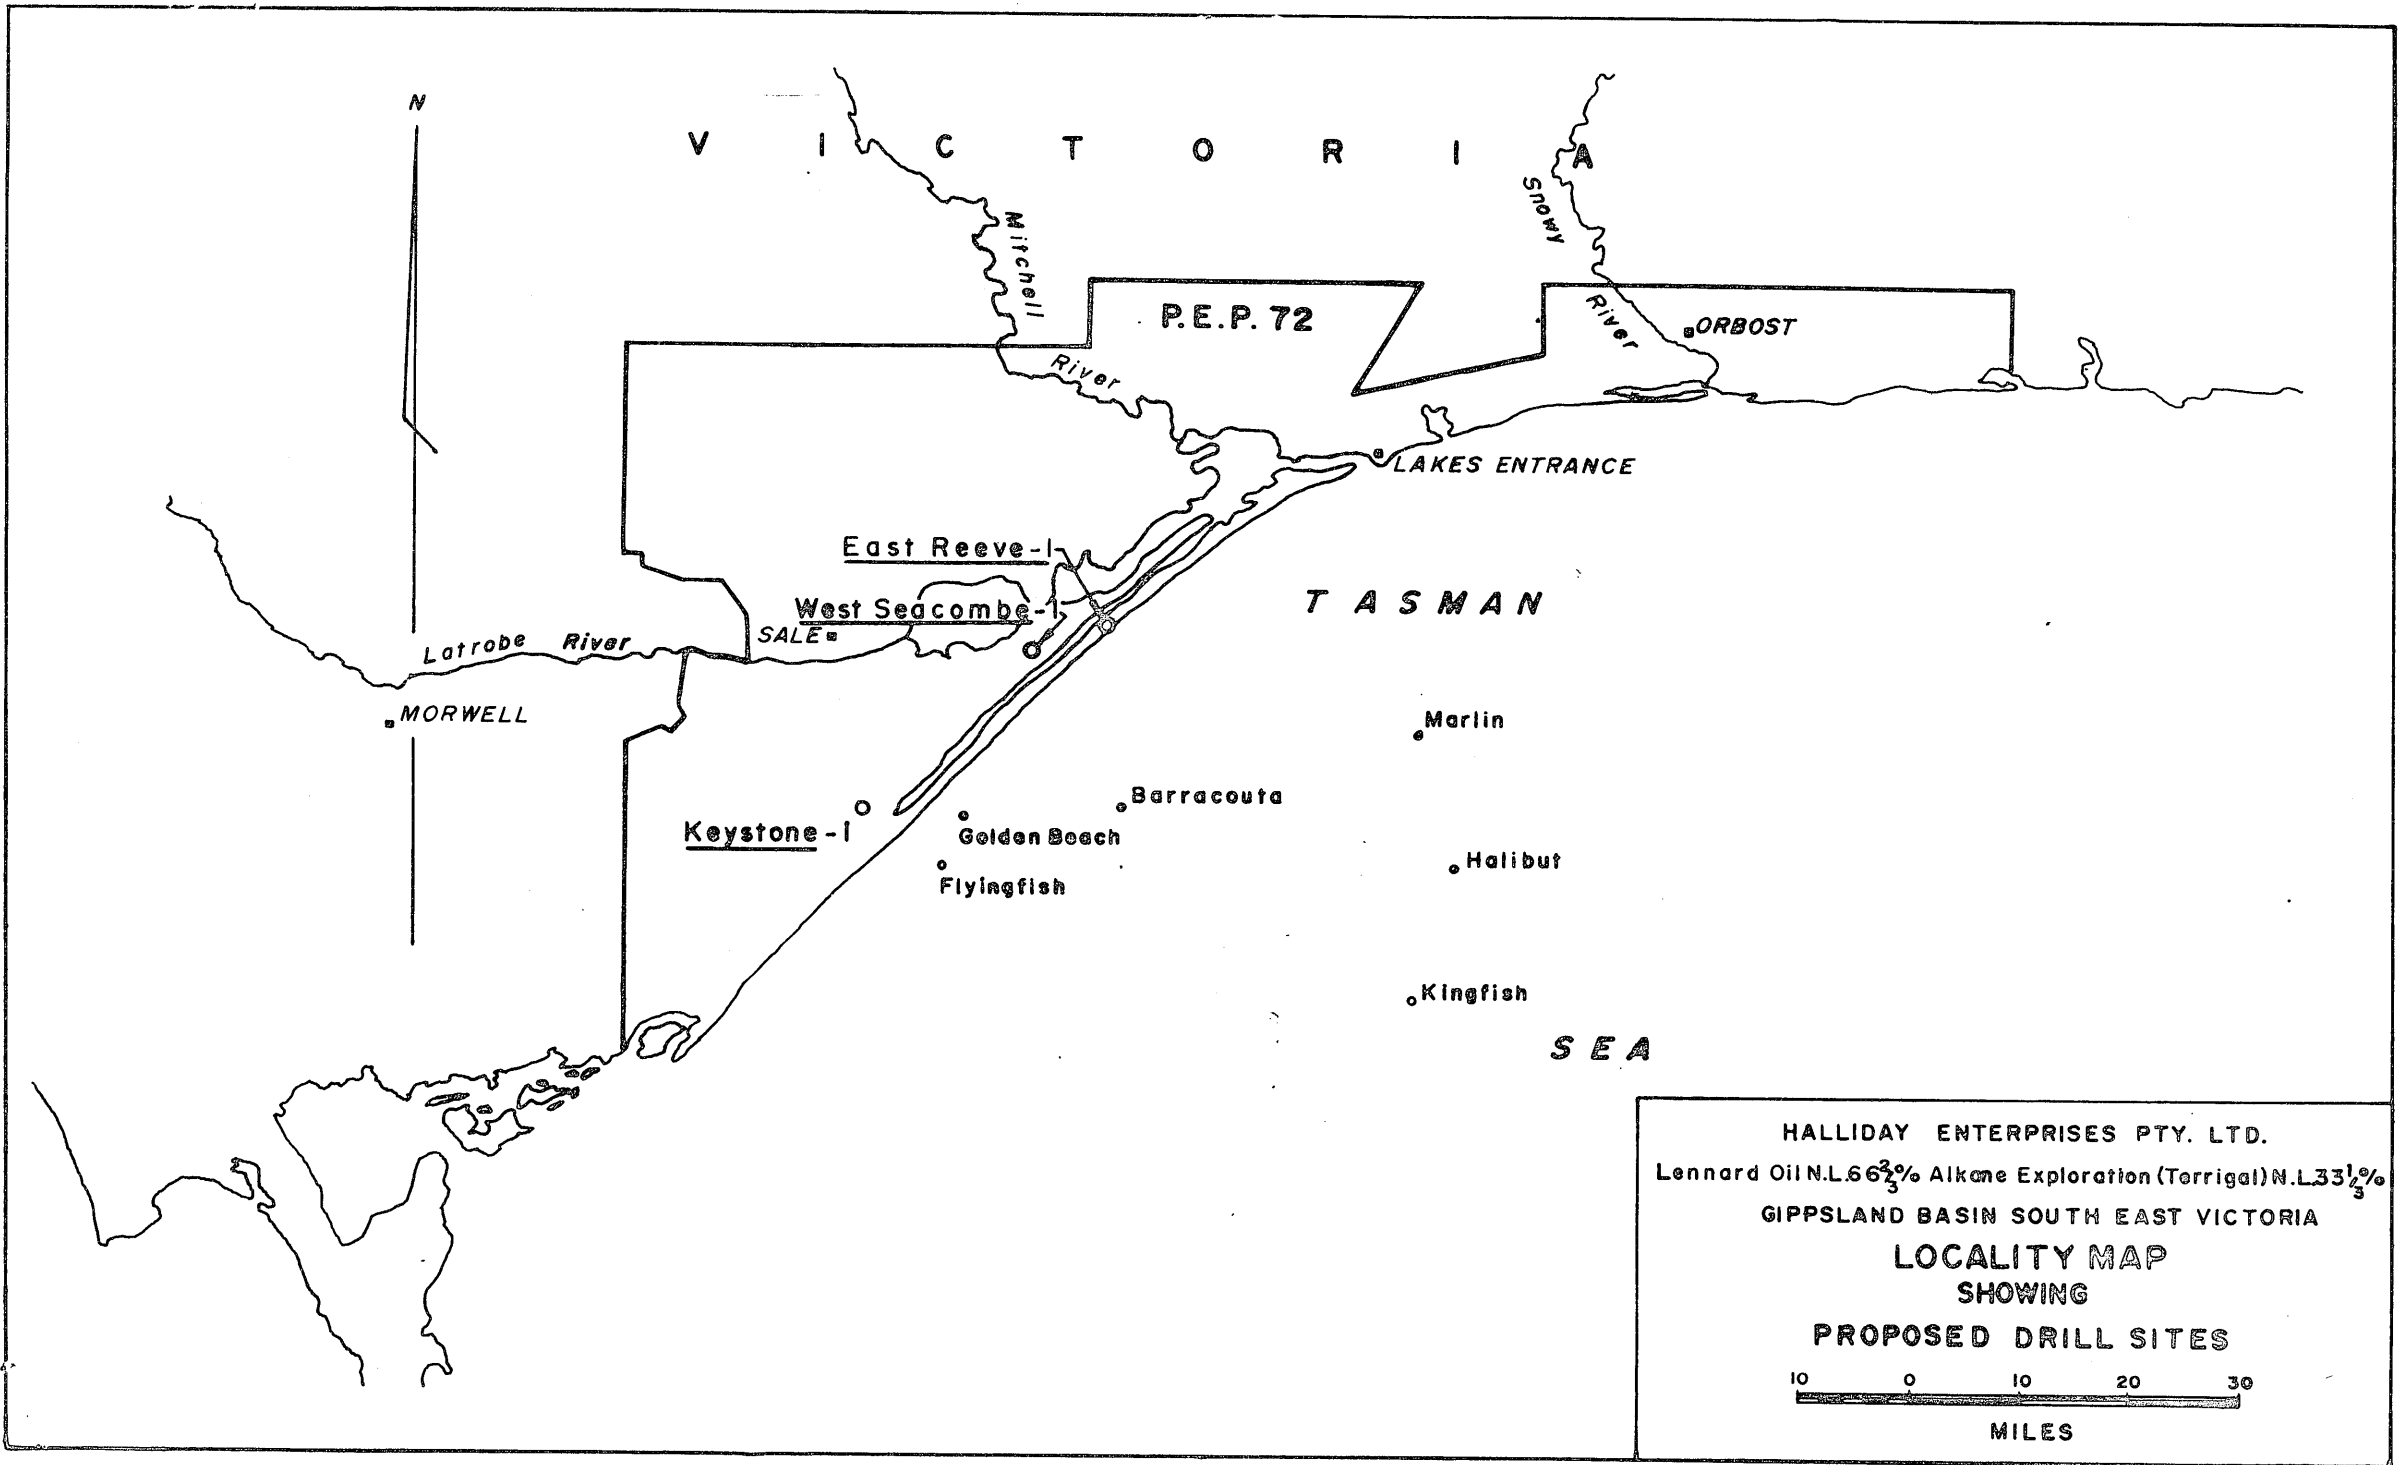 N
V I C T O R I A
Mitchell
River
Snowy
River
P.E.P. 72
ORBOST
LAKES ENTRANCE
East Reeve-1
West Seacombe-1
SALE
Latrobe River
MORWELL
TASMAN
SEA
Marlin
Barracouta
Golden Beach
Flyingfish
Halibut
Kingfish
Keystone-1
HALLIDAY ENTERPRISES PTY. LTD.
Lennard Oil N.L.66⅔% Alkane Exploration (Terrigal) N.L.33⅓%
GIPPSLAND BASIN SOUTH EAST VICTORIA
LOCALITY MAP
SHOWING
PROPOSED DRILL SITES
10 0 10 20 30
MILES